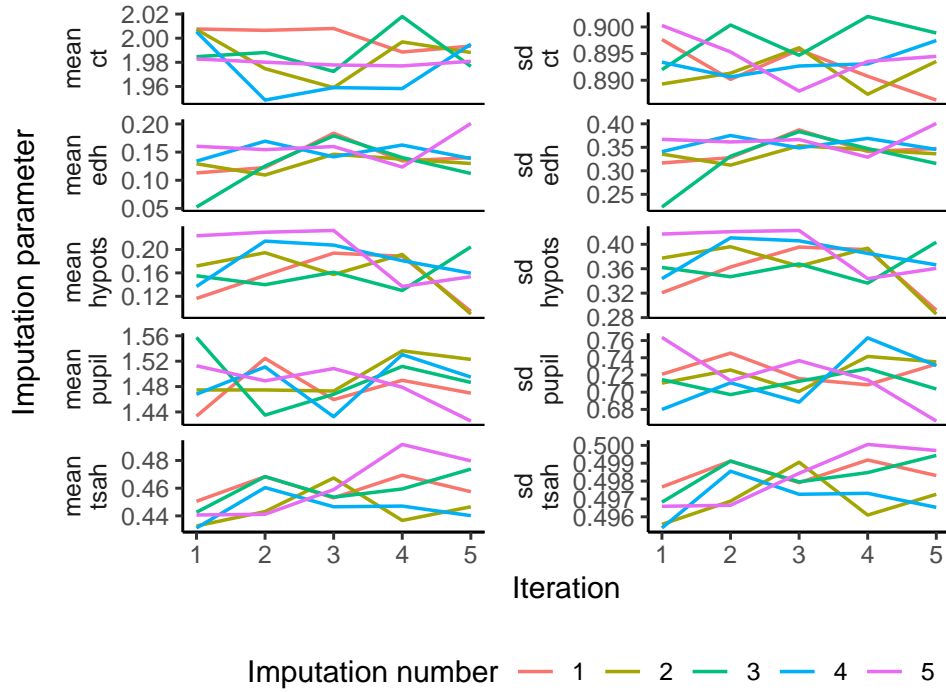 Imputation parameter
mean
ct
2.02
2.00
1.98
1.96
sd
ct
0.900
0.895
0.890
mean
edh
0.20
0.15
0.10
0.05
sd
edh
0.40
0.35
0.30
0.25
mean
hypots
0.20
0.16
0.12
sd
hypots
0.40
0.36
0.32
0.28
mean
pupil
1.56
1.52
1.48
1.44
sd
pupil
0.76
0.72
0.68
mean
tsah
0.48
0.46
0.44
sd
tsah
0.500
0.499
0.498
0.497
0.496
1 2 3 4 5
1 2 3 4 5
Iteration
Imputation number 1 2 3 4 5